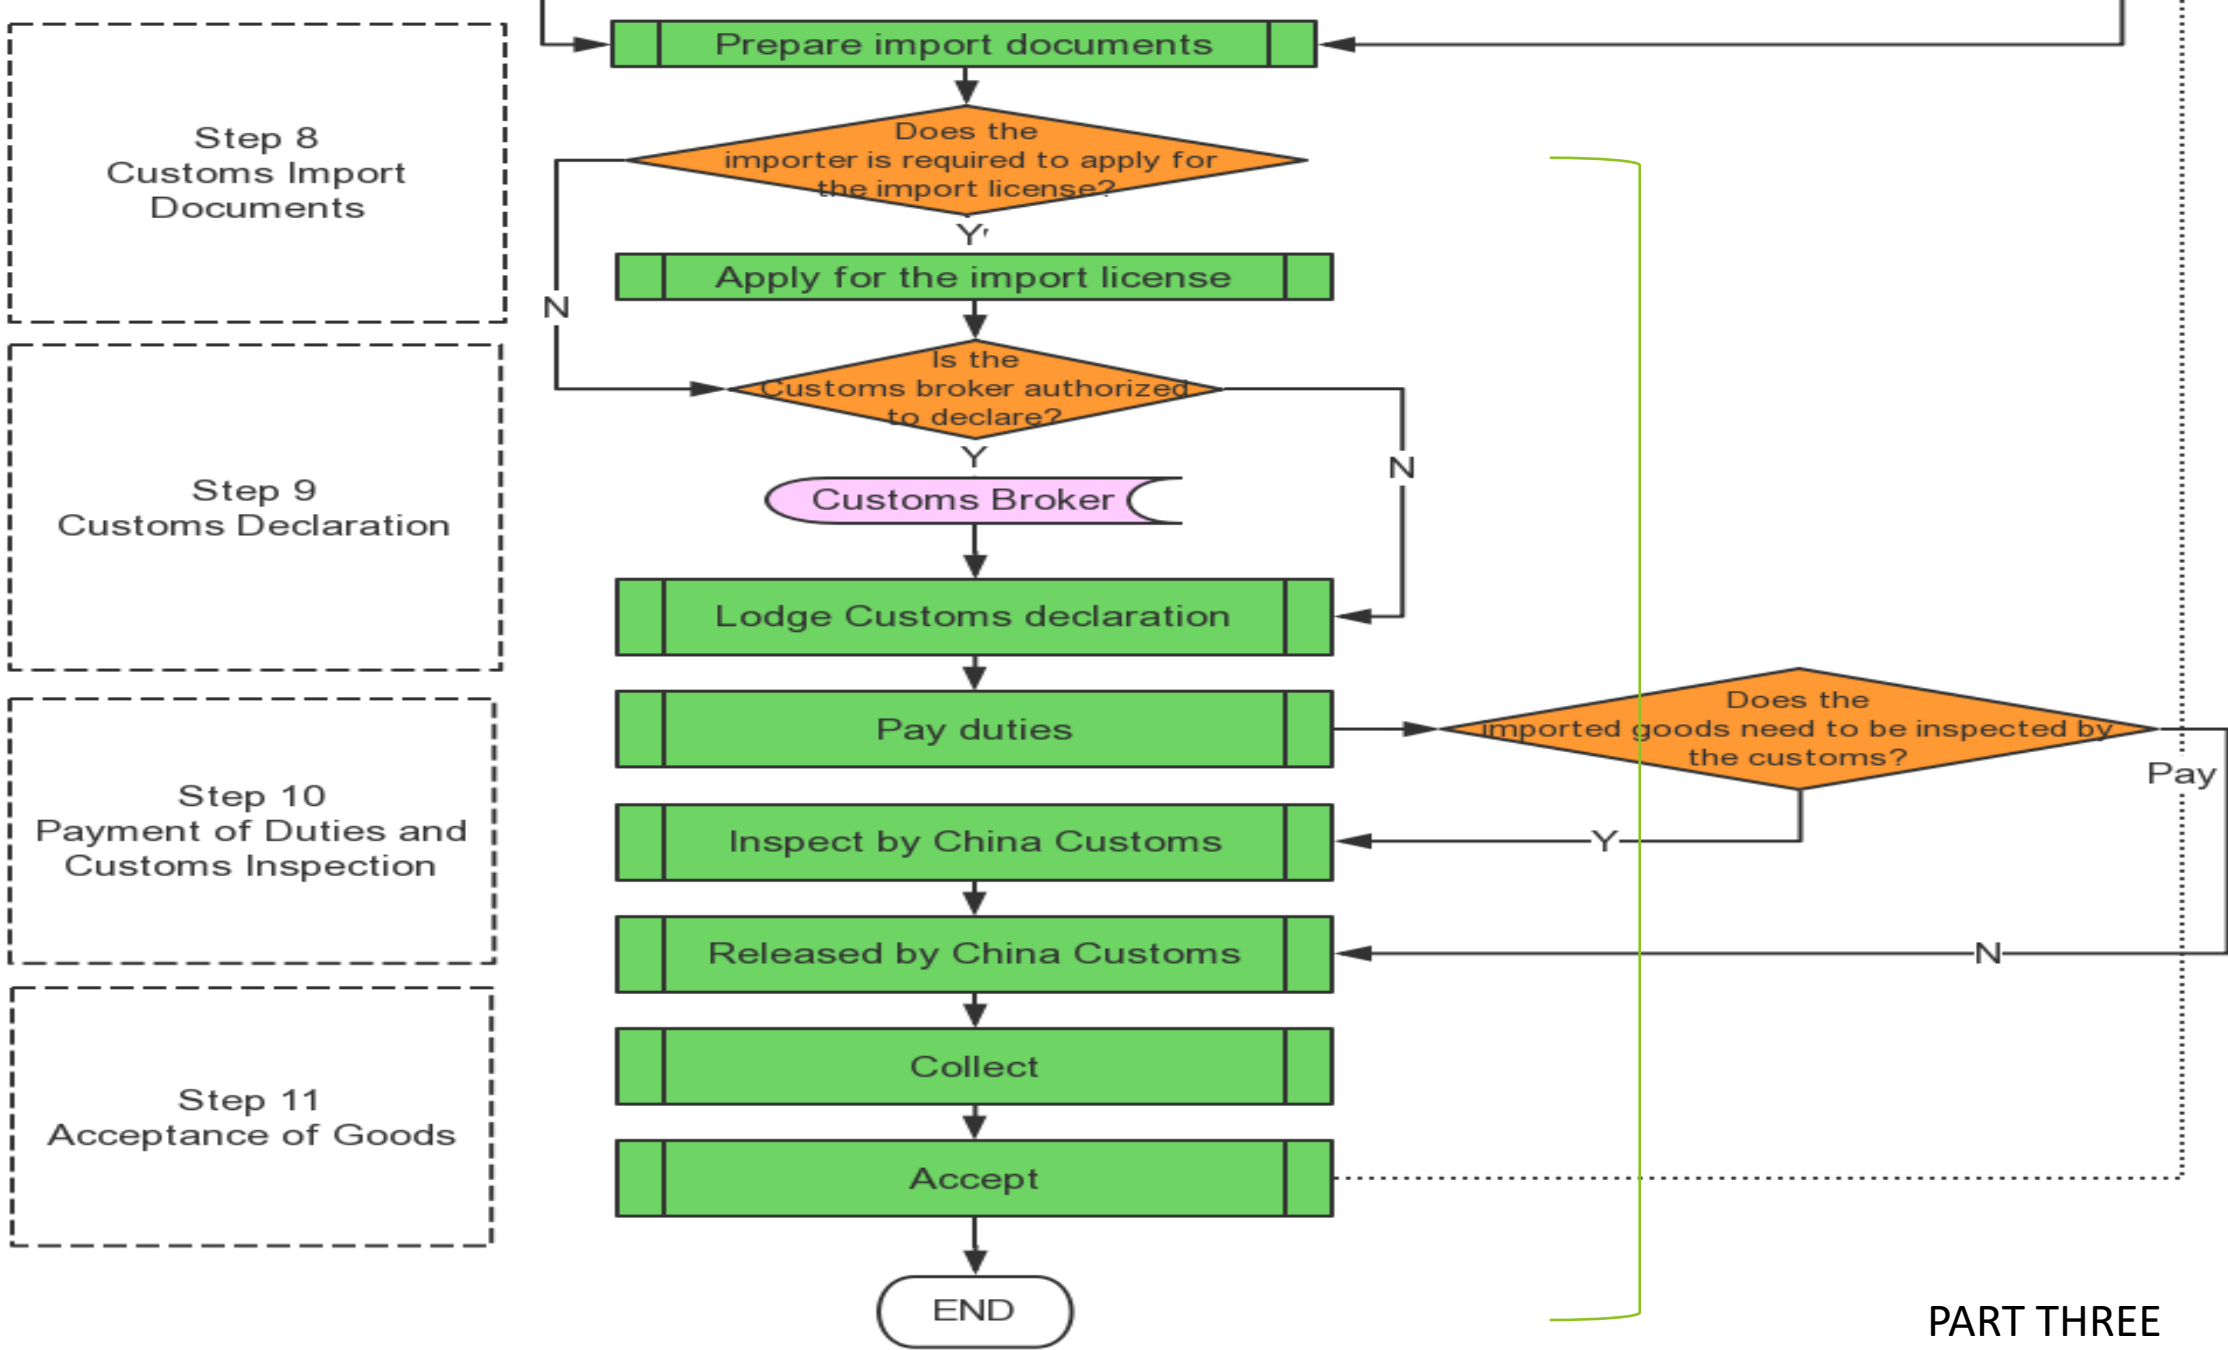 Prepare import documents
Step 8
Customs Import
Documents
Does the
importer is required to apply for
the import license?
Y
Apply for the import license
N
Is the
Customs broker authorized
to declare?
Y
N
Step 9
Customs Declaration
Customs Broker
Lodge Customs declaration
Pay duties
Does the
imported goods need to be inspected by
the customs?
Pay
Step 10
Payment of Duties and
Customs Inspection
Inspect by China Customs
Y
Released by China Customs
N
Step 11
Acceptance of Goods
Collect
Accept
END
PART THREE